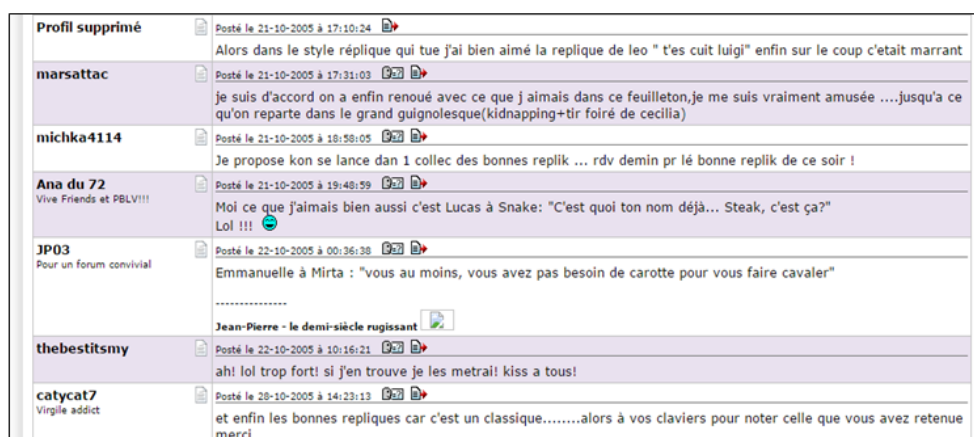 Profil supprimé
Posté le 21-10-2005 à 17:10:24
Alors dans le style réplique qui tue j'ai bien aimé la replique de leo " t'es cuit luigi" enfin sur le coup c'etait marrant
marsattac
Posté le 21-10-2005 à 17:31:03
je suis d'accord on a enfin renoué avec ce que j aimais dans ce feuilleton,je me suis vraiment amusée ....jusqu'a ce
qu'on reparte dans le grand guignolesque(kidnapping+tir foiré de cecilia)
michka4114
Posté le 21-10-2005 à 18:58:05
Je propose kon se lance dan 1 collec des bonnes replik ... rdv demin pr lé bonne replik de ce soir !
Ana du 72
Vive Friends et PBLV!!!
Posté le 21-10-2005 à 19:48:59
Moi ce que j'aimais bien aussi c'est Lucas à Snake: "C'est quoi ton nom déjà... Steak, c'est ça?"
Lol !!!
JP03
Pour un forum convivial
Posté le 22-10-2005 à 00:36:38
Emmanuelle à Mirta : "vous au moins, vous avez pas besoin de carotte pour vous faire cavaler"
---------------
Jean-Pierre - le demi-siècle rugissant
thebestitsmy
Posté le 22-10-2005 à 10:16:21
ah! lol trop fort! si j'en trouve je les metrai! kiss a tous!
catycat7
Virgile addict
Posté le 28-10-2005 à 14:23:13
et enfin les bonnes repliques car c'est un classique........alors à vos claviers pour noter celle que vous avez retenue
merci